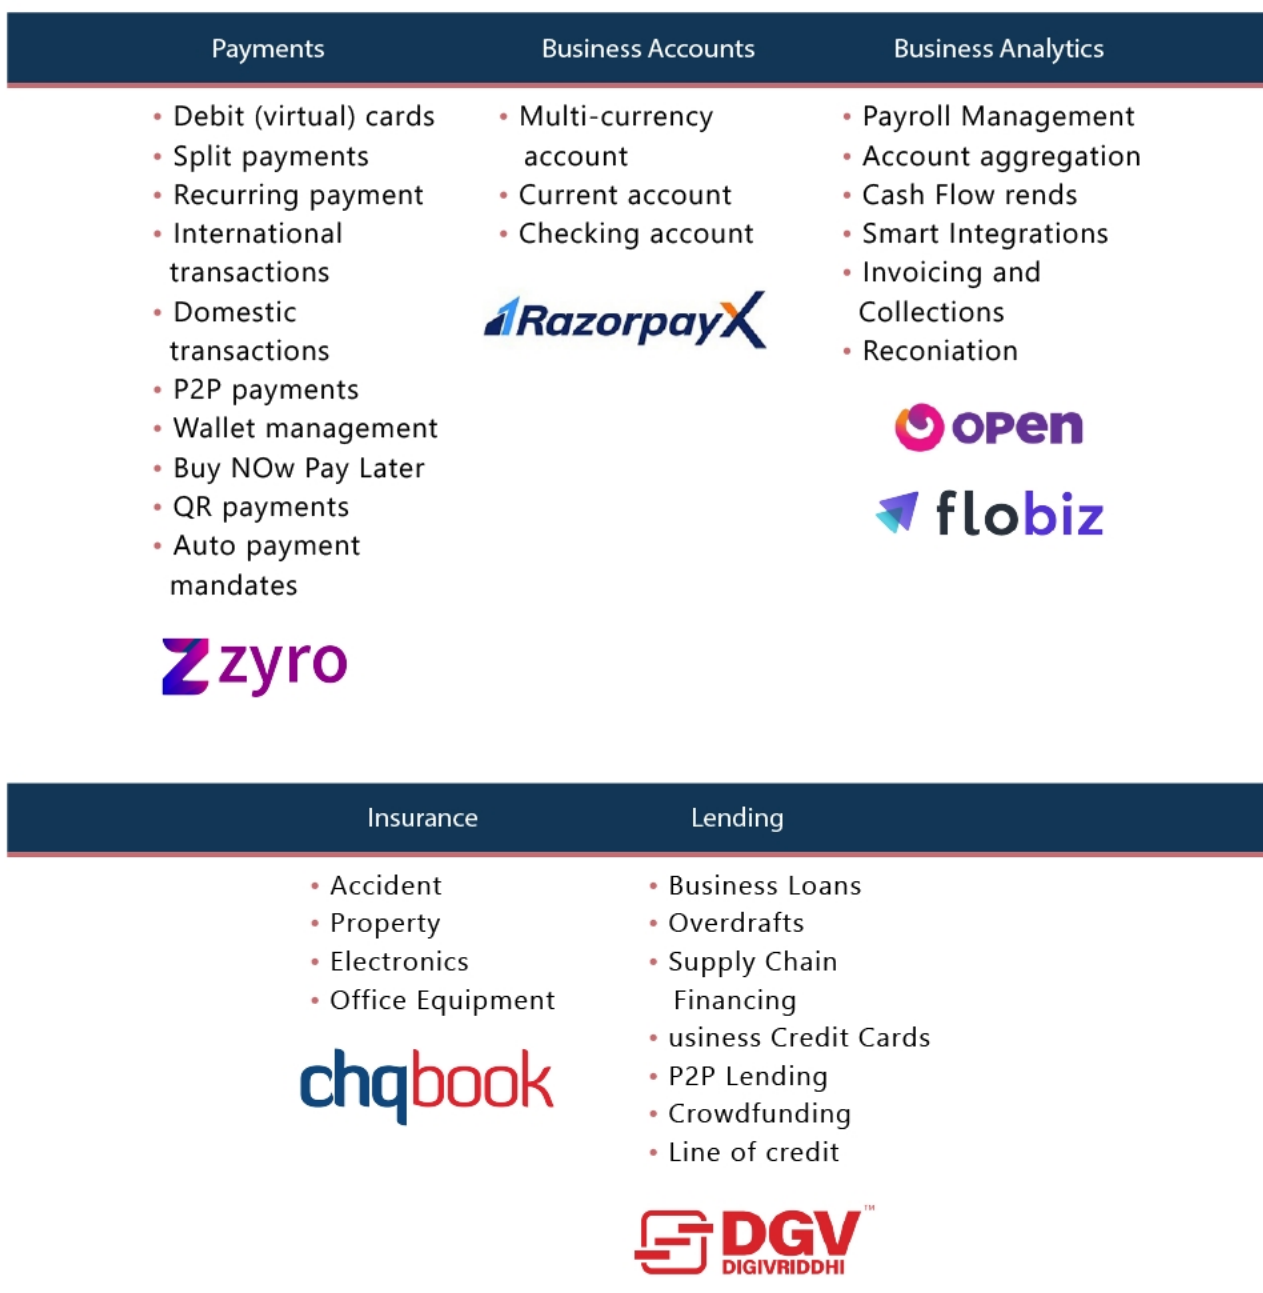 Payments
Business Accounts
Business Analytics
• Debit (virtual) cards
• Split payments
• Recurring payment
• International
transactions
• Domestic
transactions
• P2P payments
• Wallet management
• Buy NOw Pay Later
• QR payments
• Auto payment
mandates
zyro
• Multi-currency
account
• Current account
• Checking account
RazorpayX
• Payroll Management
• Account aggregation
• Cash Flow rends
• Smart Integrations
• Invoicing and
Collections
• Reconiation
open
flobiz
Insurance
Lending
• Accident
• Property
• Electronics
• Office Equipment
chqbook
• Business Loans
• Overdrafts
• Supply Chain
Financing
• usiness Credit Cards
• P2P Lending
• Crowdfunding
• Line of credit
DGV™
DIGIVRIDDHI